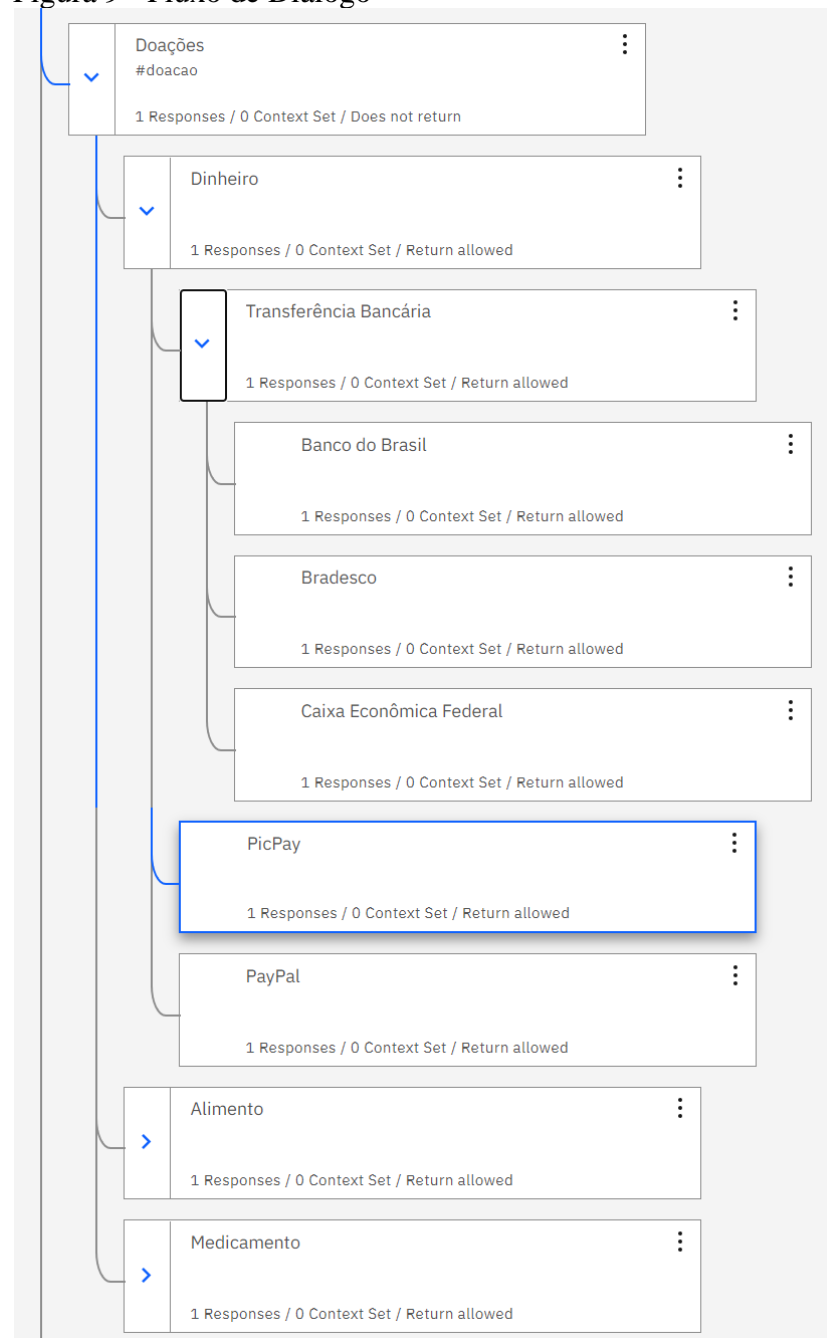 Figura 9 - Fluxo de Diálogo
Doações
#doacao
1 Responses / 0 Context Set / Does not return
Dinheiro
1 Responses / 0 Context Set / Return allowed
Transferência Bancária
1 Responses / 0 Context Set / Return allowed
Banco do Brasil
1 Responses / 0 Context Set / Return allowed
Bradesco
1 Responses / 0 Context Set / Return allowed
Caixa Econômica Federal
1 Responses / 0 Context Set / Return allowed
PicPay
1 Responses / 0 Context Set / Return allowed
PayPal
1 Responses / 0 Context Set / Return allowed
Alimento
1 Responses / 0 Context Set / Return allowed
Medicamento
1 Responses / 0 Context Set / Return allowed